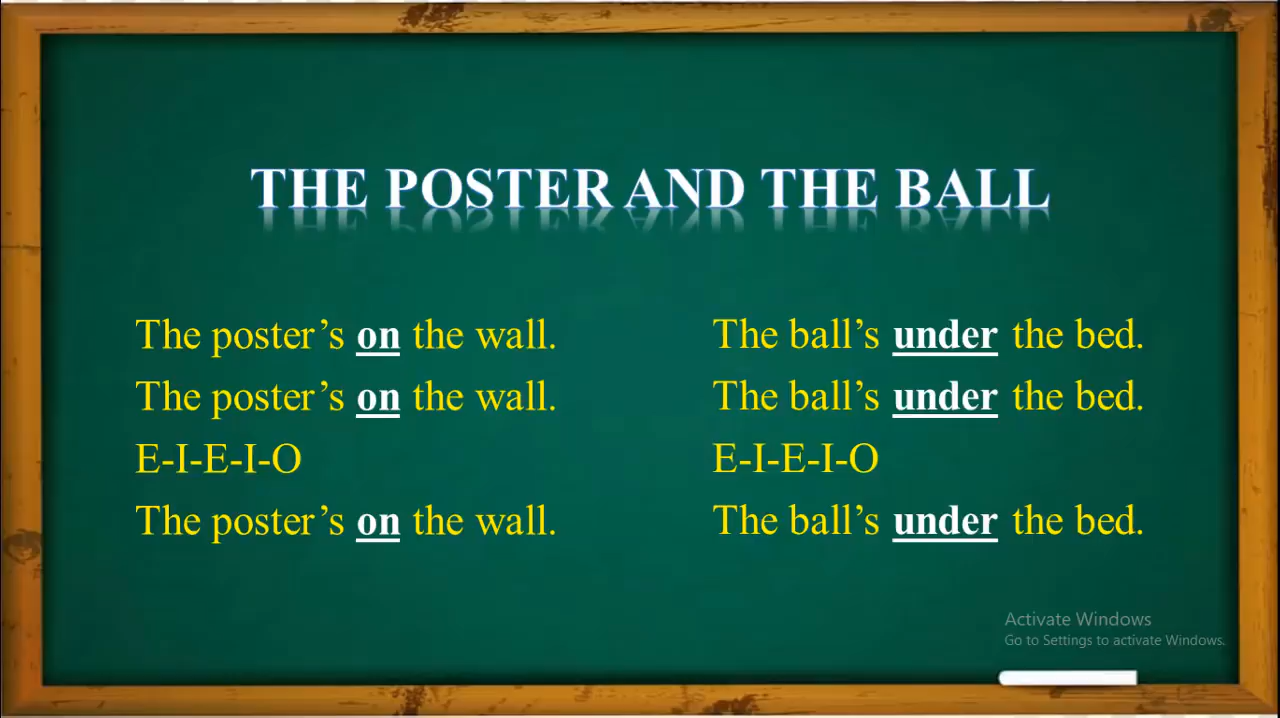 THE POSTER AND THE BALL
The poster’s on the wall.
The poster’s on the wall.
E-I-E-I-O
The poster’s on the wall.
The ball’s under the bed.
The ball’s under the bed.
E-I-E-I-O
The ball’s under the bed.
Activate Windows
Go to Settings to activate Windows.